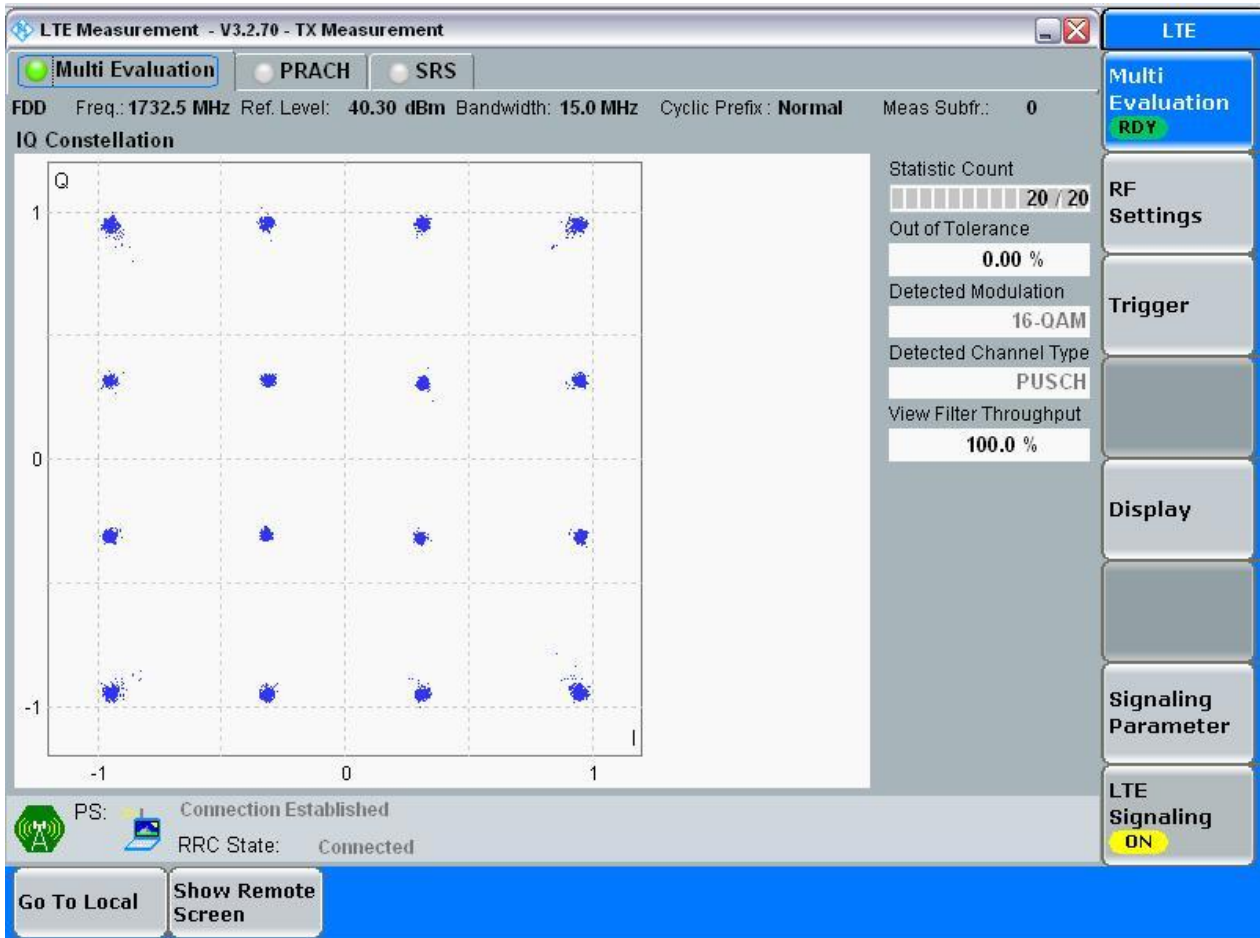 LTE Measurement - V3.2.70 - TX Measurement
LTE
Multi Evaluation PRACH SRS
FDD Freq.: 1732.5 MHz Ref. Level: 40.30 dBm Bandwidth: 15.0 MHz Cyclic Prefix : Normal Meas Subfr.: 0
IQ Constellation
Q
1
0
-1
I
-1 0 1
Statistic Count
20 / 20
Out of Tolerance
0.00 %
Detected Modulation
16-QAM
Detected Channel Type
PUSCH
View Filter Throughput
100.0 %
Multi
Evaluation
RDY
RF
Settings
Trigger
Display
Signaling
Parameter
LTE
Signaling
ON
PS: Connection Established
RRC State: Connected
Go To Local
Show Remote
Screen